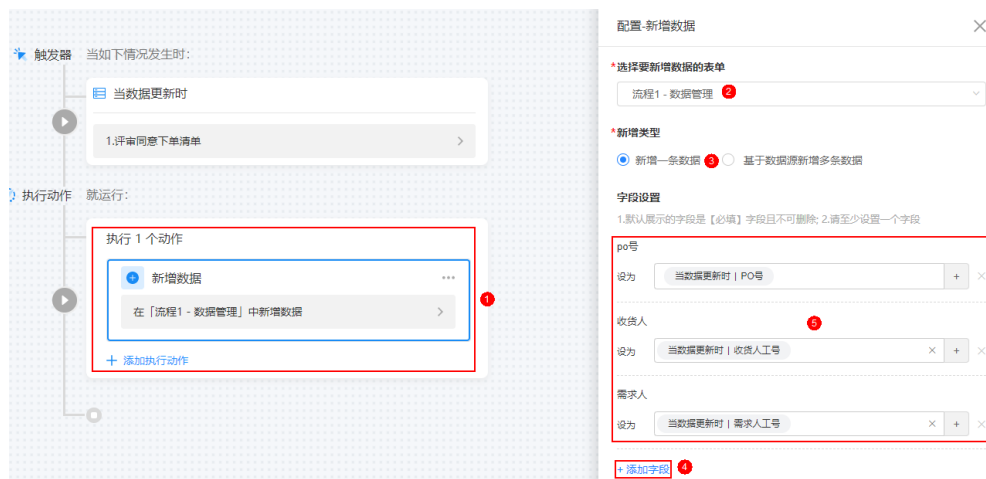 配置-新增数据
触发器 当如下情况发生时:
当数据更新时
1.评审同意下单清单
执行动作 就运行:
执行 1 个动作
新增数据
在「流程1 - 数据管理」中新增数据
1
+ 添加执行动作
*选择要新增数据的表单
流程1 - 数据管理 2
*新增类型
新增一条数据 3 基于数据源新增多条数据
字段设置
1.默认展示的字段是【必填】字段且不可删除; 2.请至少设置一个字段
po号
设为 当数据更新时 | PO号 +
收货人 5
设为 当数据更新时 | 收货人工号 × +
需求人
设为 当数据更新时 | 需求人工号 × +
+ 添加字段 4